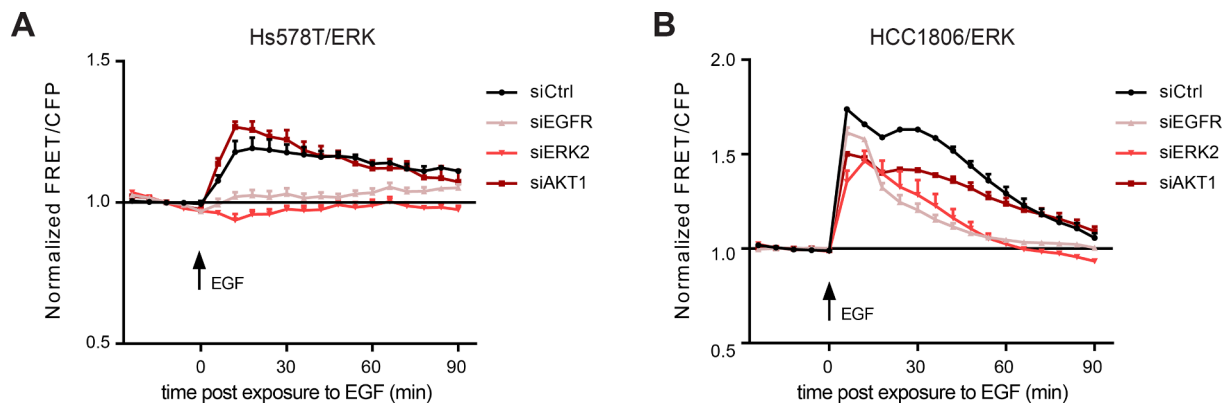 A
Hs578T/ERK
Normalized FRET/CFP
1.5
1.0
0.5
EGF
0
30
60
90
time post exposure to EGF (min)
siCtrl
siEGFR
siERK2
siAKT1
B
HCC1806/ERK
Normalized FRET/CFP
2.0
1.5
1.0
0.5
EGF
0
30
60
90
time post exposure to EGF (min)
siCtrl
siEGFR
siERK2
siAKT1